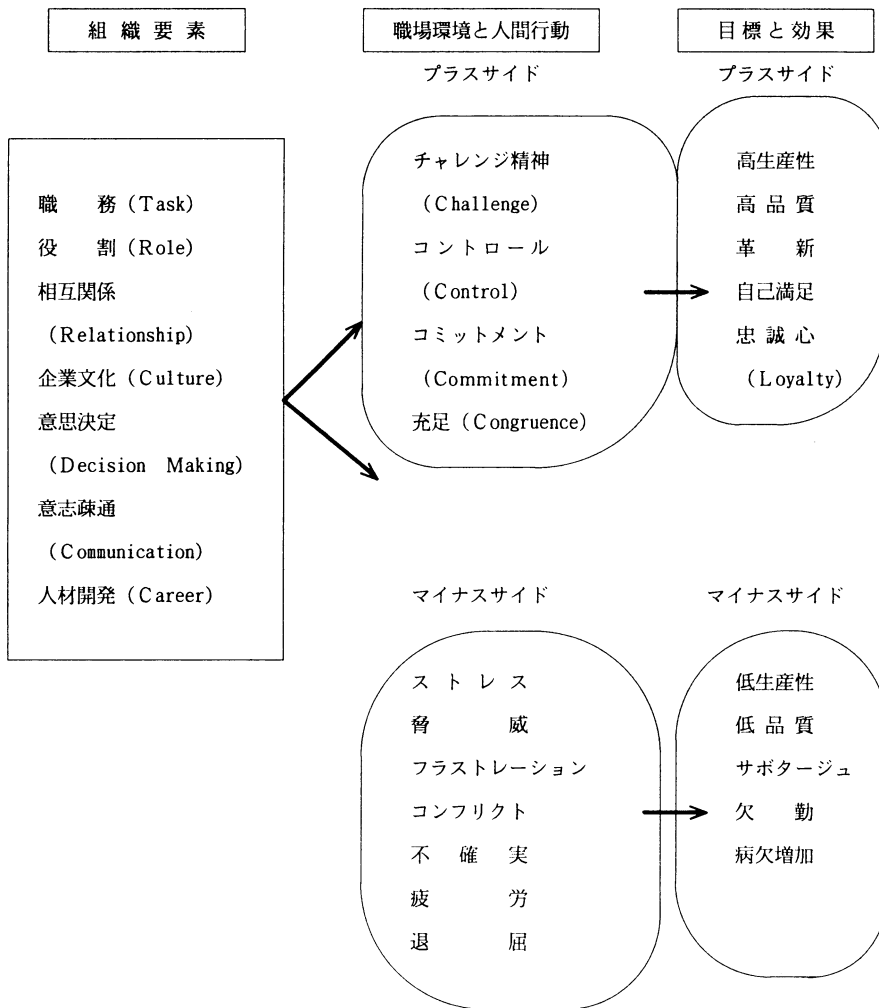 組織要素
職場環境と人間行動
目標と効果
プラスサイド
プラスサイド
職　務 (Task)
役　割 (Role)
相互関係
(Relationship)
企業文化 (Culture)
意思決定
(Decision Making)
意志疎通
(Communication)
人材開発 (Career)
チャレンジ精神
(Challenge)
コントロール
(Control)
コミットメント
(Commitment)
充足 (Congruence)
高生産性
高品質
革　新
自己満足
忠誠心
(Loyalty)
マイナスサイド
マイナスサイド
ストレス
脅　威
フラストレーション
コンフリクト
不確実
疲　労
退　屈
低生産性
低品質
サボタージュ
欠　勤
病欠増加